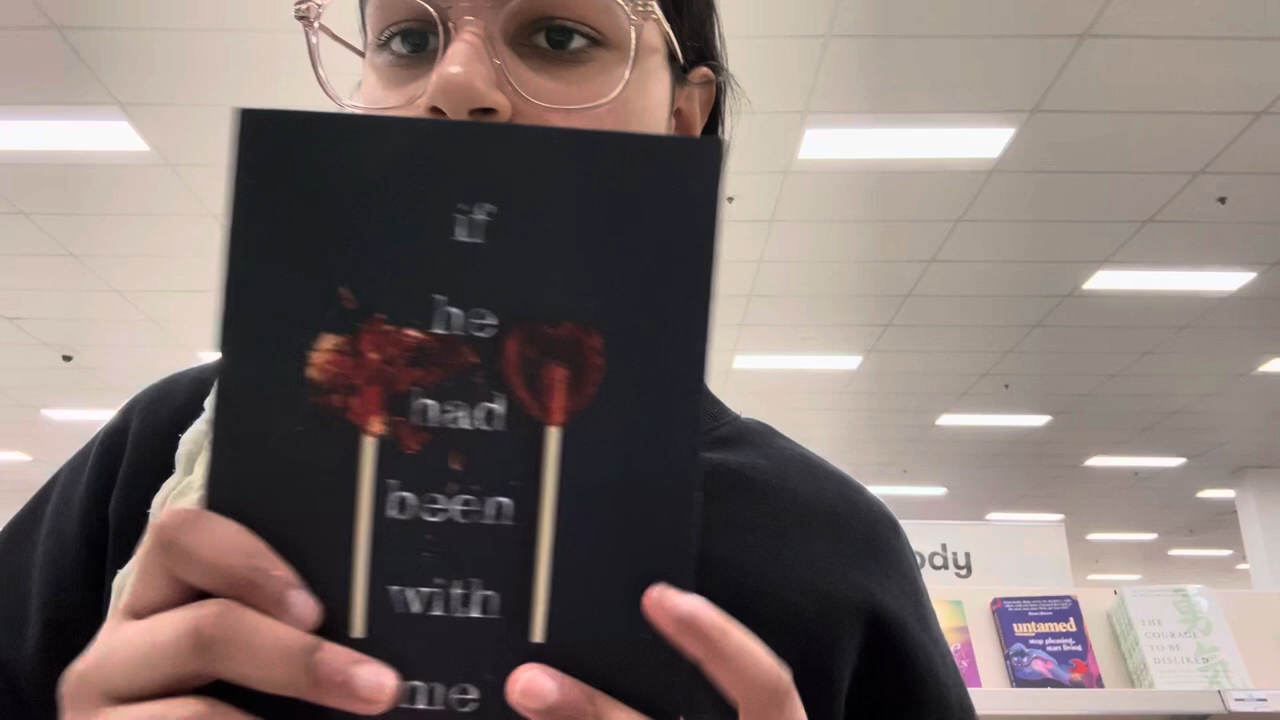 if
he
had
been
with
me
ody
untamed
stop pleasing,
start living
THE
COURAGE
TO BE
DISLIKED